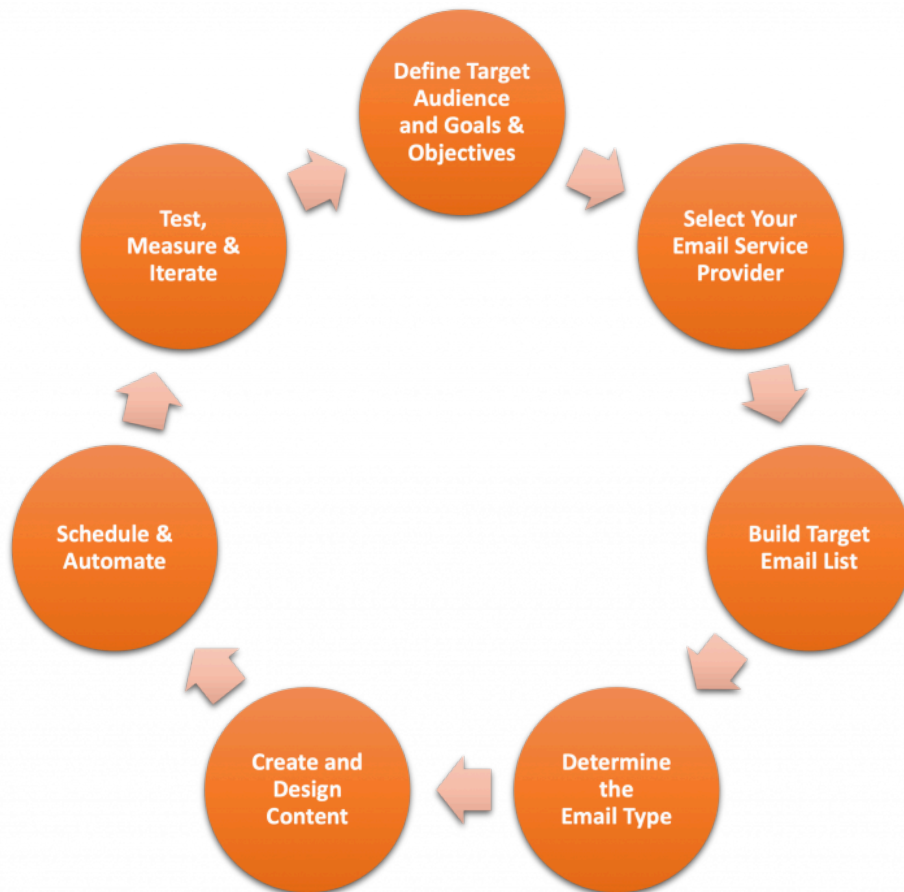 Define Target
Audience
and Goals &
Objectives
Select Your
Email Service
Provider
Build Target
Email List
Determine
the
Email Type
Create and
Design
Content
Schedule &
Automate
Test,
Measure &
Iterate